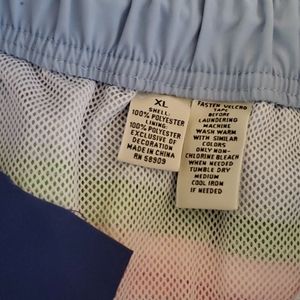 XL
SHELL
100% POLYESTER
LINING
100% POLYESTER
EXCLUSIVE OF
DECORATION
MADE IN CHINA
RN 58909
FASTEN VELCRO
TAPE
BEFORE
LAUNDERING
MACHINE
WASH WARM
WITH SIMILAR
COLORS
ONLY NON-
CHLORINE BLEACH
WHEN NEEDED
TUMBLE DRY
MEDIUM
COOL IRON
IF NEEDED